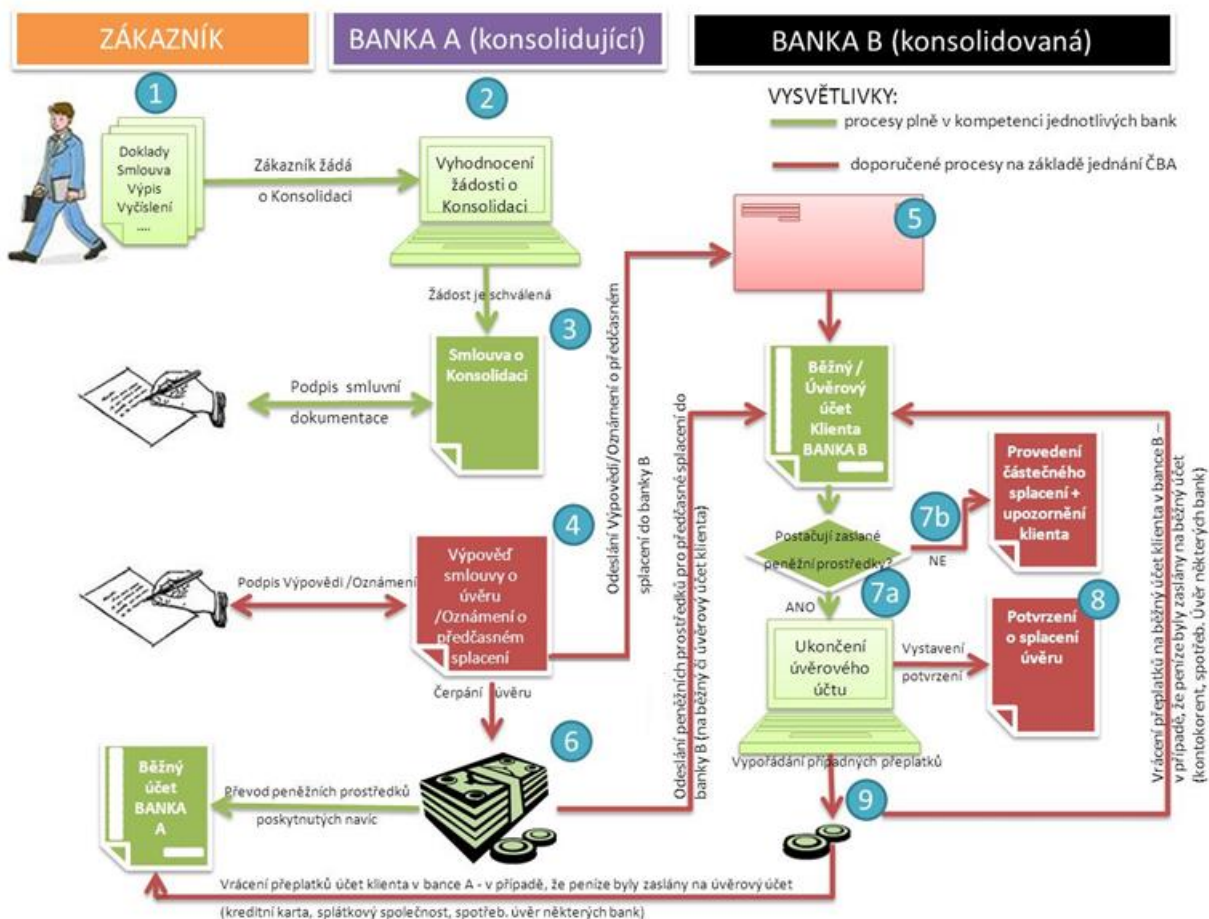 ZÁKAZNÍK
BANKA A (konsolidující)
BANKA B (konsolidovaná)
VYSVĚTLIVKY:
procesy plně v kompetenci jednotlivých bank
doporučené procesy na základě jednání ČBA
1
Doklady
Smlouva
Výpis
Vyčíslení
....
Zákazník žádá
o Konsolidaci
2
Vyhodnocení
žádosti o
Konsolidaci
Žádost je schválená
3
Smlouva o
Konsolidaci
Podpis smluvní
dokumentace
4
Výpověď
smlouvy o
úvěru
/Oznámení o
předčasném
splacení
Podpis Výpovědi /Oznámení
Odeslání Výpovědí/Oznámení o předčasném
splacení do banky B
5
Čerpání úvěru
6
Převod peněžních prostředků
poskytnutých navíc
Běžný
účet
BANKA
A
Odeslání peněžních prostředků pro předčasné splacení do
banky B (na běžný či úvěrový účet klienta)
Běžný /
Úvěrový
účet
Klienta
BANKA B
Postačují zaslané
peněžní prostředky?
7b
NE
Provedení
částečného
splacení +
upozornění
klienta
7a
ANO
Ukončení
úvěrového
účtu
Vystavení
potvrzení
8
Potvrzení
o splacení
úvěru
Vypořádání případných přeplatků
9
Vrácení přeplatků na běžný účet klienta v bance B –
v případě, že peníze byly zaslány na běžný účet
(kontokorent, spotřeb. Úvěr některých bank)
Vrácení přeplatků účet klienta v bance A - v případě, že peníze byly zaslány na úvěrový účet
(kreditní karta, splátkový společnost, spotřeb. úvěr některých bank)